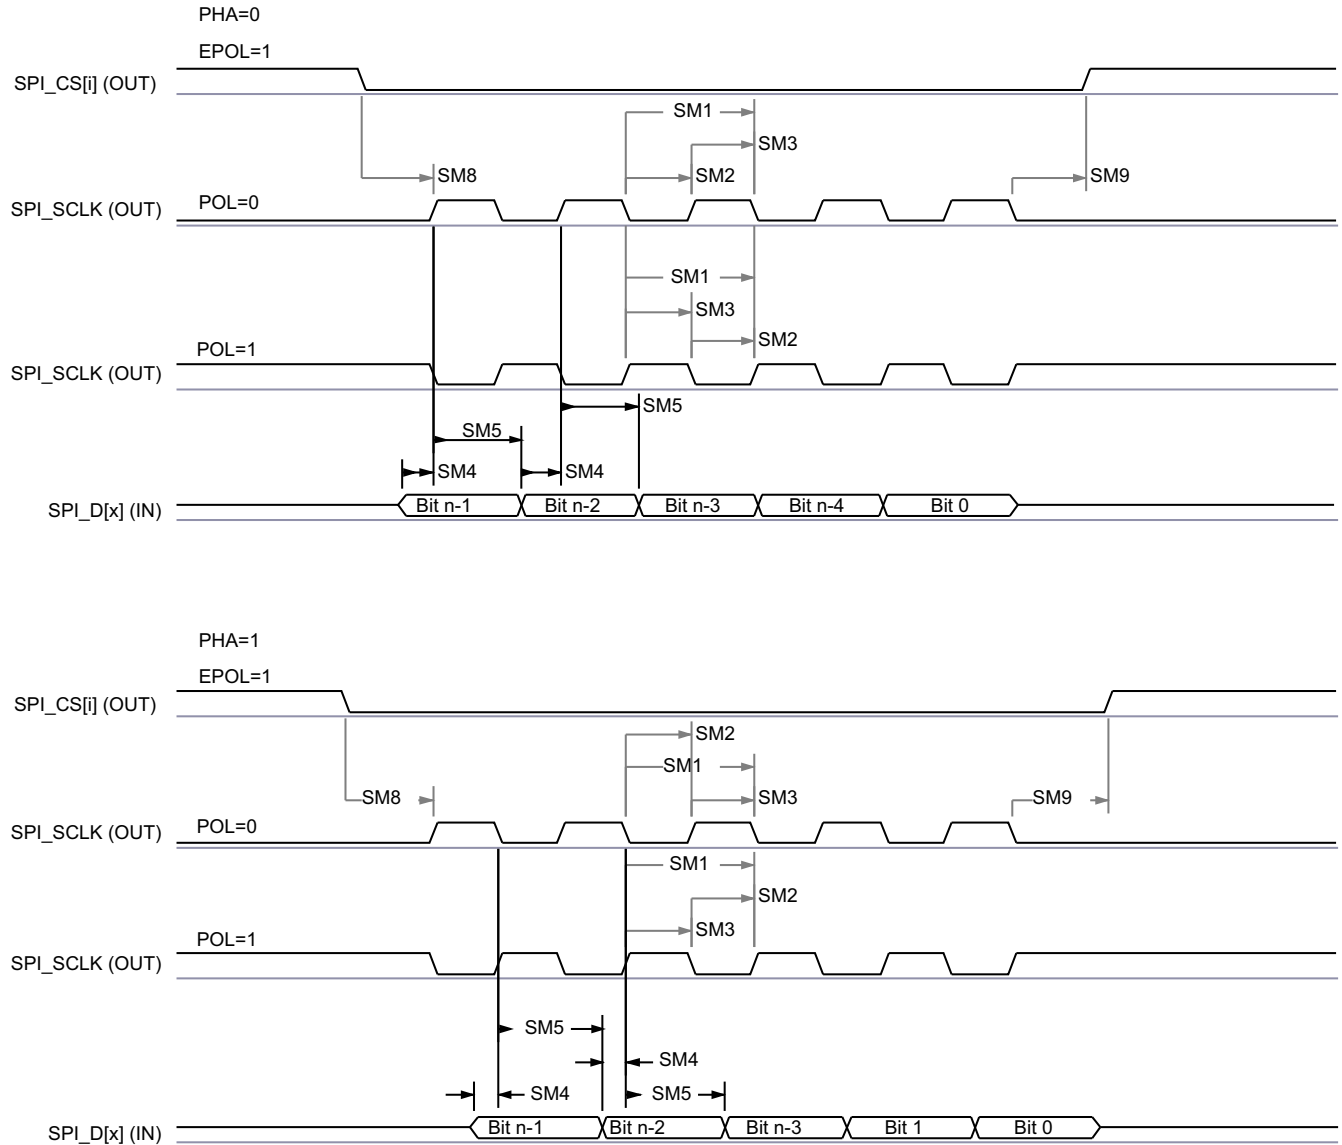 PHA=0
EPOL=1
SPI_CS[i] (OUT)
SM1
SM3
SM8
SM2
SM9
POL=0
SPI_SCLK (OUT)
SM1
SM3
SM2
POL=1
SPI_SCLK (OUT)
SM5
SM5
SM4
SM4
SPI_D[x] (IN)
Bit n-1
Bit n-2
Bit n-3
Bit n-4
Bit 0
PHA=1
EPOL=1
SPI_CS[i] (OUT)
SM2
SM1
SM8
SM3
SM9
POL=0
SPI_SCLK (OUT)
SM1
SM2
SM3
POL=1
SPI_SCLK (OUT)
SM5
SM4
SM4
SM5
SPI_D[x] (IN)
Bit n-1
Bit n-2
Bit n-3
Bit 1
Bit 0